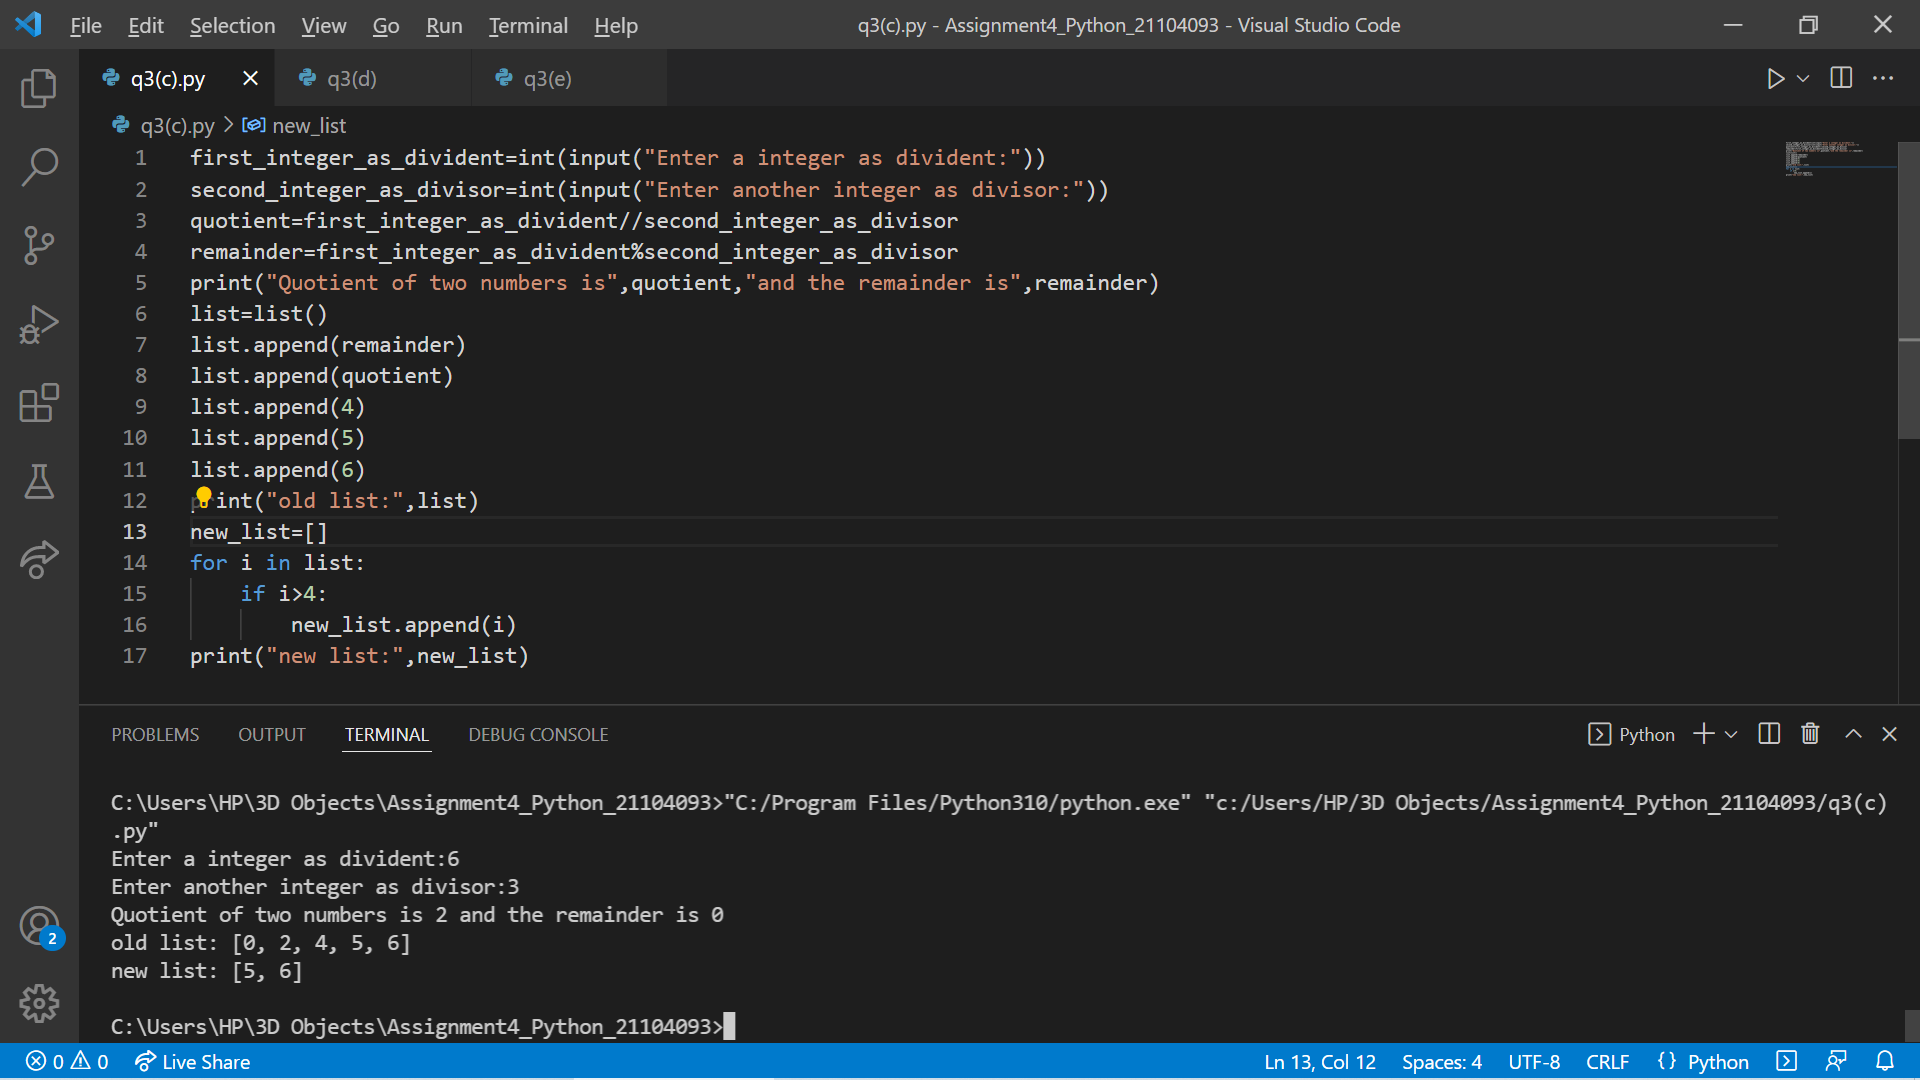 File Edit Selection View Go Run Terminal Help q3(c).py - Assignment4_Python_21104093 - Visual Studio Code
q3(c).py q3(d) q3(e)
q3(c).py > new_list
1 first_integer_as_divident=int(input("Enter a integer as divident:"))
2 second_integer_as_divisor=int(input("Enter another integer as divisor:"))
3 quotient=first_integer_as_divident//second_integer_as_divisor
4 remainder=first_integer_as_divident%second_integer_as_divisor
5 print("Quotient of two numbers is",quotient,"and the remainder is",remainder)
6 list=list()
7 list.append(remainder)
8 list.append(quotient)
9 list.append(4)
10 list.append(5)
11 list.append(6)
12 print("old list:",list)
13 new_list=[]
14 for i in list:
15     if i>4:
16         new_list.append(i)
17 print("new list:",new_list)
PROBLEMS OUTPUT TERMINAL DEBUG CONSOLE Python
C:\Users\HP\3D Objects\Assignment4_Python_21104093>"C:/Program Files/Python310/python.exe" "c:/Users/HP/3D Objects/Assignment4_Python_21104093/q3(c)
.py"
Enter a integer as divident:6
Enter another integer as divisor:3
Quotient of two numbers is 2 and the remainder is 0
old list: [0, 2, 4, 5, 6]
new list: [5, 6]
C:\Users\HP\3D Objects\Assignment4_Python_21104093>
2
0 0 Live Share Ln 13, Col 12 Spaces: 4 UTF-8 CRLF {} Python